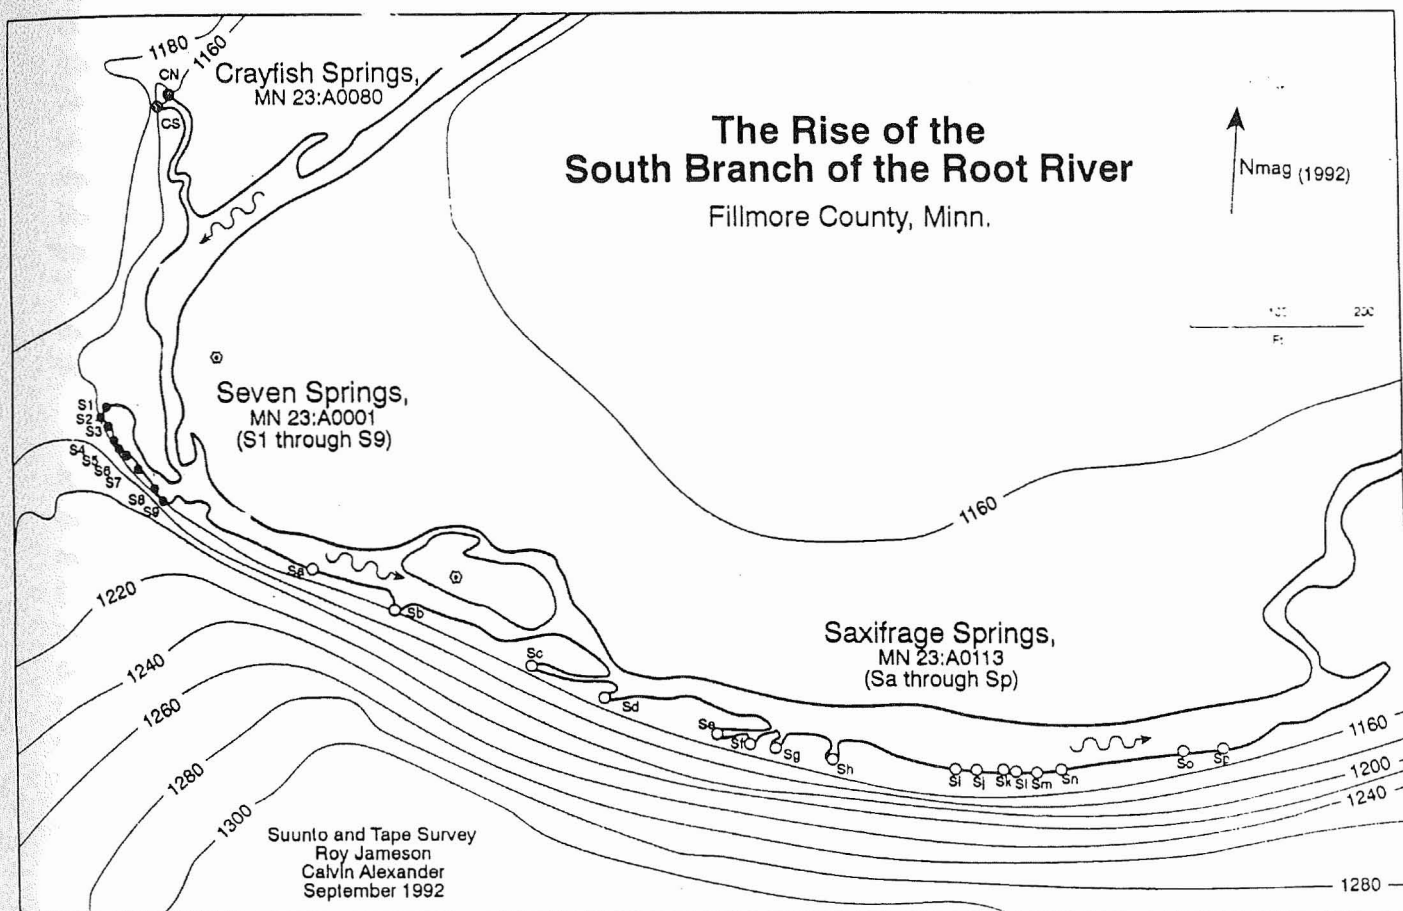 1180
1160
CN
CS
Crayfish Springs,
MN 23:A0080
The Rise of the
South Branch of the Root River
Fillmore County, Minn.
Nmag (1992)
200
Seven Springs,
MN 23:A0001
(S1 through S9)
S1
S2
S3
S4
S5
S6
S7
S8
S9
1160
Sa
Sb
Sc
Sd
Se
Sf
Sg
Sh
Si
Sj
Sk
Sl
Sm
Sn
So
Sp
Saxifrage Springs,
MN 23:A0113
(Sa through Sp)
1220
1240
1260
1280
1300
1160
1200
1240
1280
Suunto and Tape Survey
Roy Jameson
Calvin Alexander
September 1992